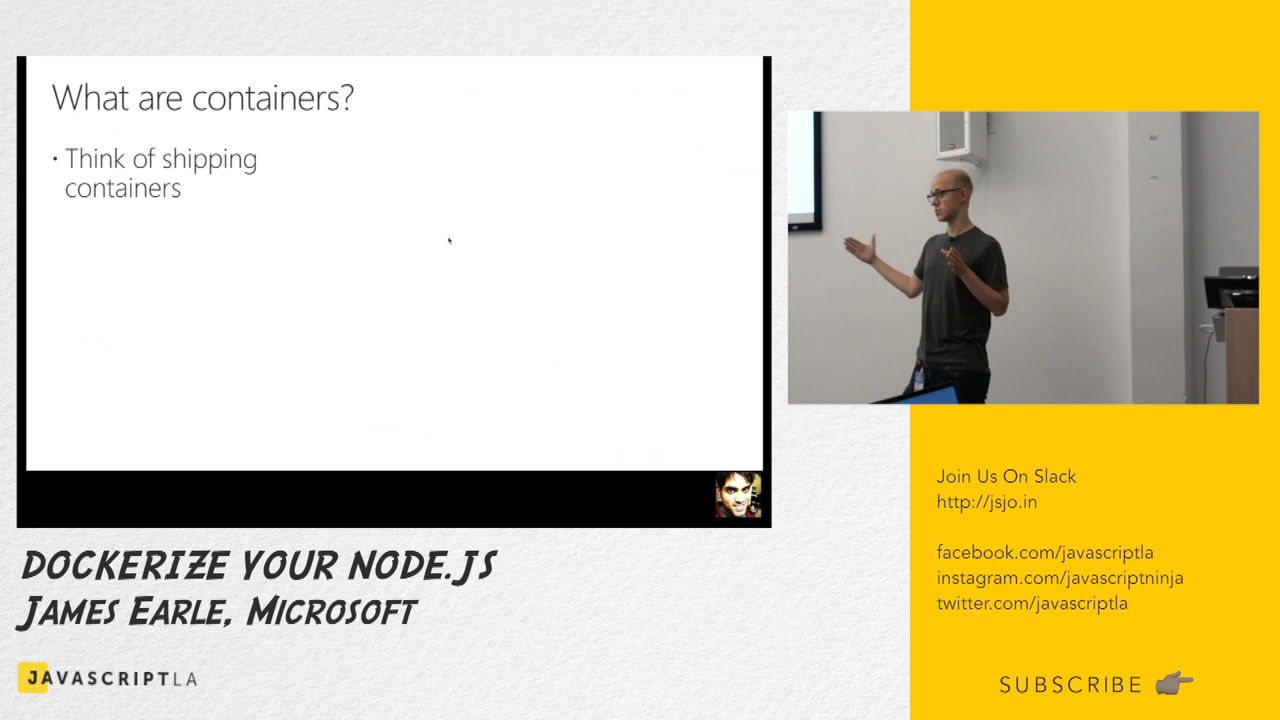 What are containers?
· Think of shipping
containers
DOCKERIZE YOUR NODE.JS
JAMES EARLE, MICROSOFT
JAVASCRIPTLA
Join Us On Slack
http://jsjo.in
facebook.com/javascriptla
instagram.com/javascriptninja
twitter.com/javascriptla
SUBSCRIBE